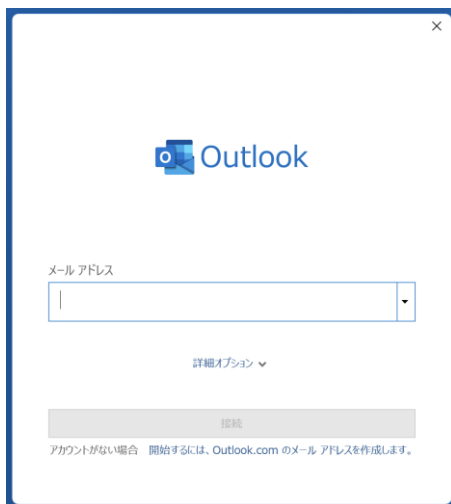 Outlook
メール アドレス
詳細オプション
接続
アカウントがない場合 開始するには、Outlook.com のメール アドレスを作成します。